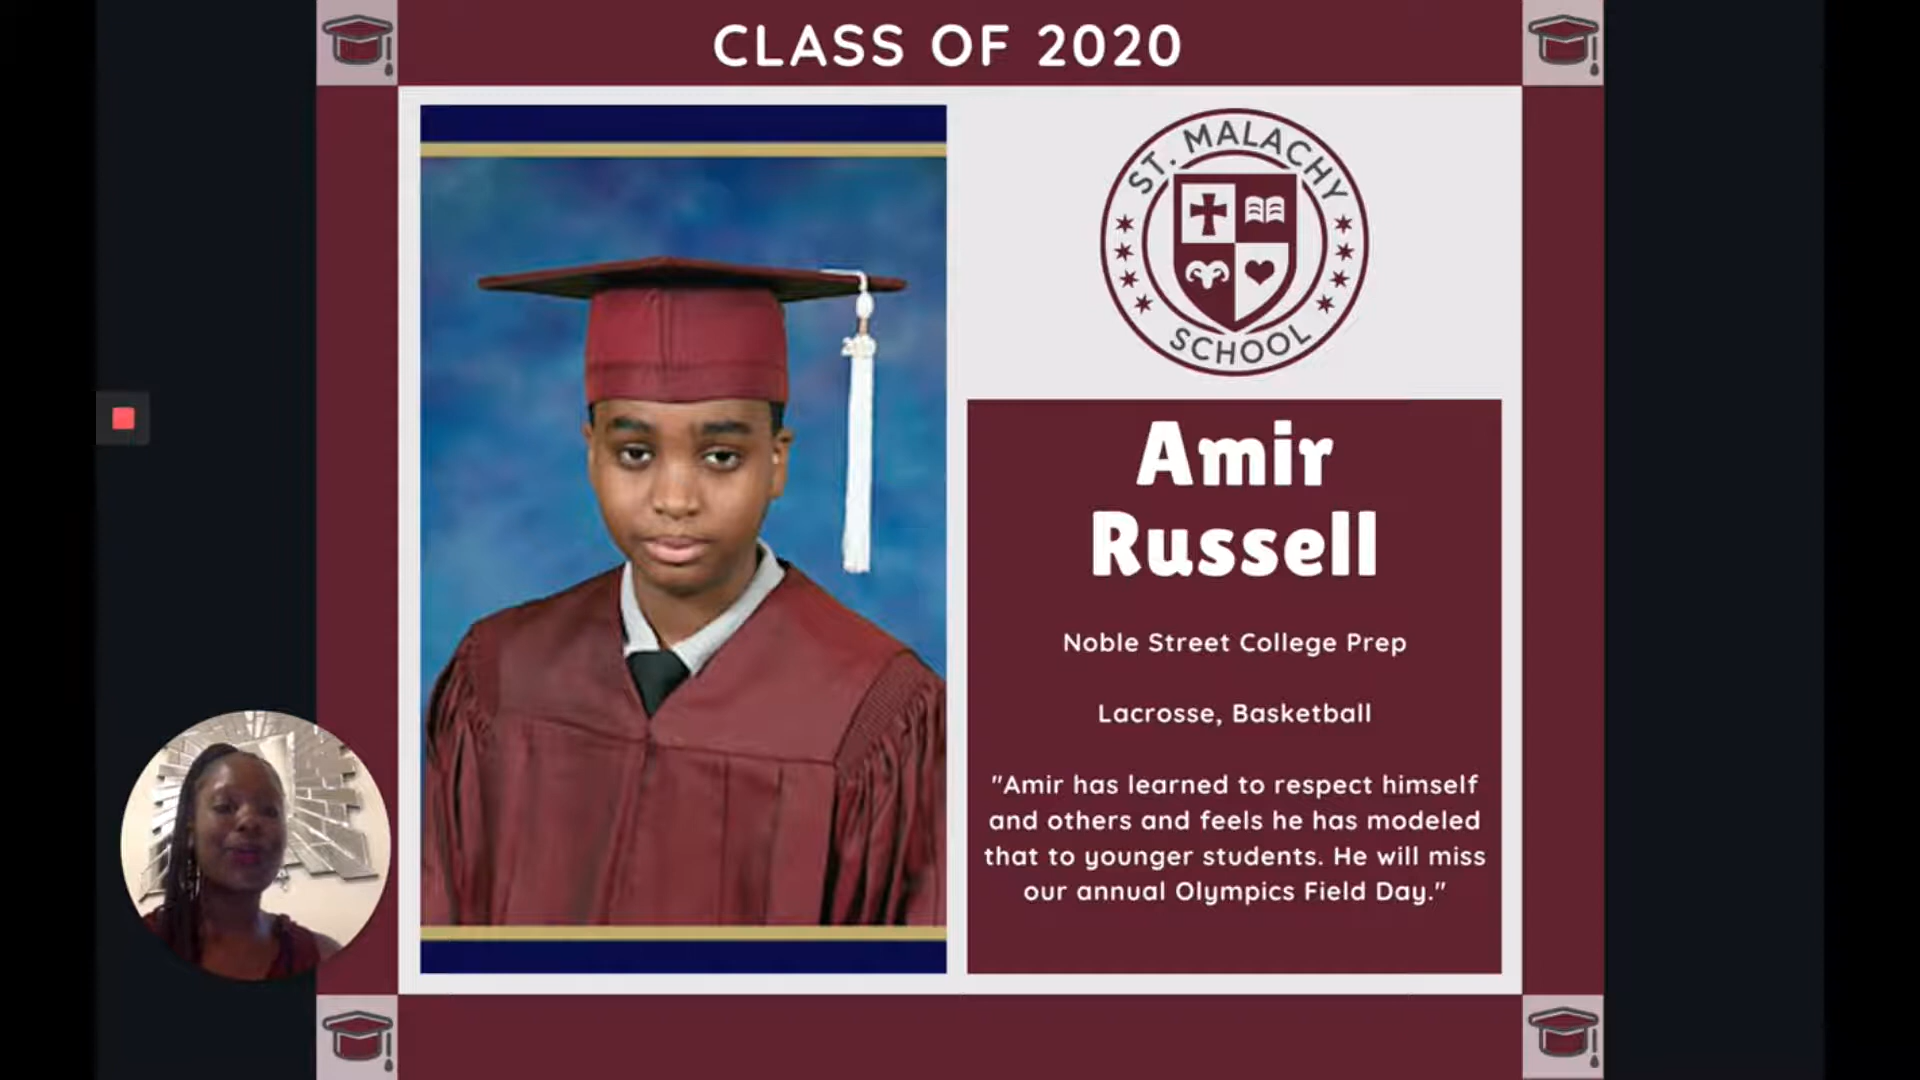 CLASS OF 2020
ST. MALACHY
SCHOOL
Amir
Russell
Noble Street College Prep
Lacrosse, Basketball
"Amir has learned to respect himself
and others and feels he has modeled
that to younger students. He will miss
our annual Olympics Field Day."